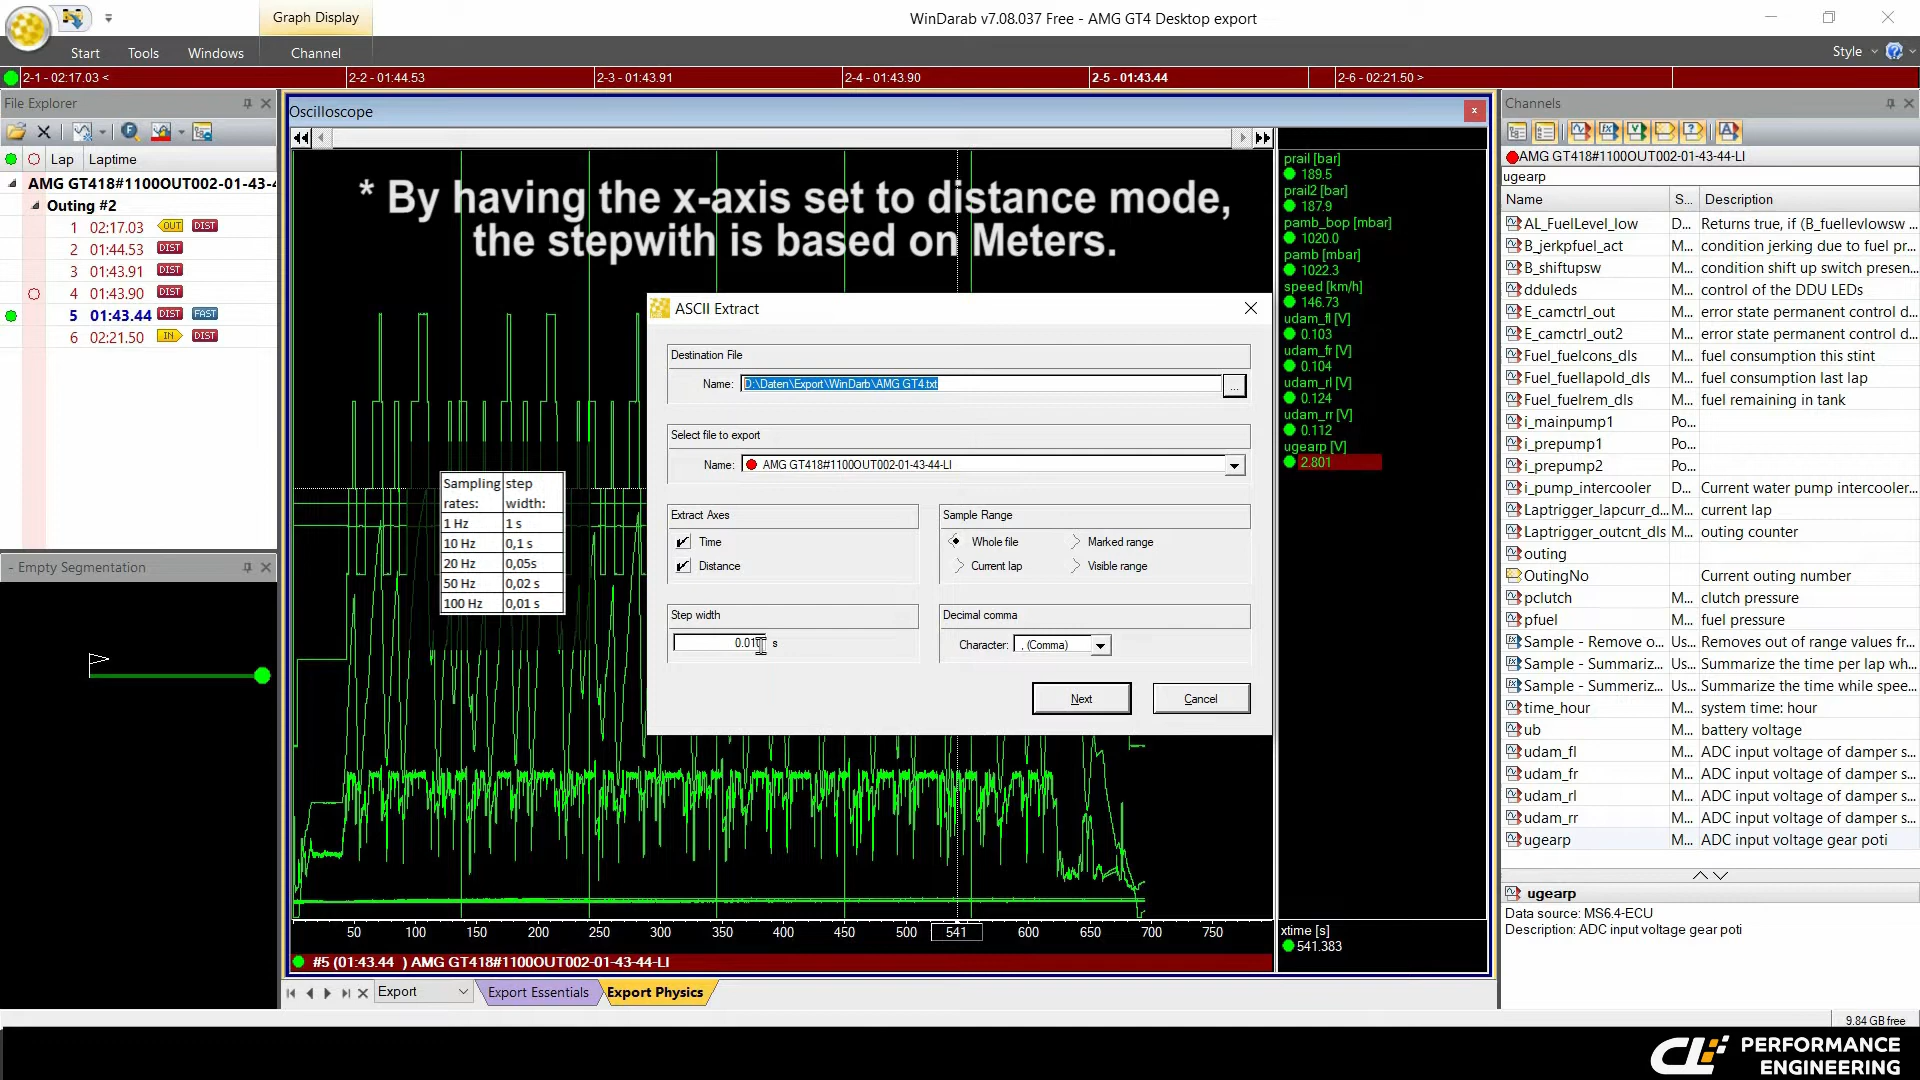 Graph Display
WinDarab v7.08.037 Free - AMG GT4 Desktop export
Start
Tools
Windows
Channel
Style
2-1 - 02:17.03 <
2-2 - 01:44.53
2-3 - 01:43.91
2-4 - 01:43.90
2-5 - 01:43.44
2-6 - 02:21.50 >
File Explorer
Lap
Laptime
AMG GT418#1100OUT002-01-43-4
Outing #2
1 02:17.03 OUT DIST
2 01:44.53 DIST
3 01:43.91 DIST
4 01:43.90 DIST
5 01:43.44 DIST FAST
6 02:21.50 IN DIST
- Empty Segmentation
Oscilloscope
* By having the x-axis set to distance mode,
the stepwith is based on Meters.
Sampling rates: step width:
1 Hz 1 s
10 Hz 0,1 s
20 Hz 0,05s
50 Hz 0,02 s
100 Hz 0,01 s
ASCII Extract
Destination File
Name: D:\Daten\Export\WinDarb\AMG GT4.txt
...
Select file to export
Name: AMG GT418#1100OUT002-01-43-44-LI
Extract Axes
Time
Distance
Sample Range
Whole file
Marked range
Current lap
Visible range
Step width
0.01 s
Decimal comma
Character: , (Comma)
Next
Cancel
prail [bar]
189.5
prail2 [bar]
187.9
pamb_bop [mbar]
1020.0
pamb [mbar]
1022.3
speed [km/h]
146.73
udam_fl [V]
0.103
udam_fr [V]
0.104
udam_rl [V]
0.124
udam_rr [V]
0.112
ugearp [V]
2.801
50 100 150 200 250 300 350 400 450 500 541 600 650 700 750
xtime [s]
541.383
#5 (01:43.44 ) AMG GT418#1100OUT002-01-43-44-LI
Export
Export Essentials
Export Physics
Channels
AMG GT418#1100OUT002-01-43-44-LI
ugearp
Name S... Description
AL_FuelLevel_low D... Returns true, if (B_fuellevlowsw ...
B_jerkpfuel_act M... condition jerking due to fuel pr...
B_shiftupsw M... condition shift up switch presen...
dduleds M... control of the DDU LEDs
E_camctrl_out M... error state permanent control d...
E_camctrl_out2 M... error state permanent control d...
Fuel_fuelcons_dls M... fuel consumption this stint
Fuel_fuellapold_dls M... fuel consumption last lap
Fuel_fuelrem_dls M... fuel remaining in tank
i_mainpump1 Po...
i_prepump1 Po...
i_prepump2 Po...
i_pump_intercooler D... Current water pump intercooler...
Laptrigger_lapcurr_d... M... current lap
Laptrigger_outcnt_dls M... outing counter
outing
OutingNo Current outing number
pclutch M... clutch pressure
pfuel M... fuel pressure
Sample - Remove o... Us... Removes out of range values fr...
Sample - Summariz... Us... Summarize the time per lap wh...
Sample - Summeriz... Us... Summarize the time while spee...
time_hour M... system time: hour
ub M... battery voltage
udam_fl M... ADC input voltage of damper s...
udam_fr M... ADC input voltage of damper s...
udam_rl M... ADC input voltage of damper s...
udam_rr M... ADC input voltage of damper s...
ugearp M... ADC input voltage gear poti
ugearp
Data source: MS6.4-ECU
Description: ADC input voltage gear poti
9.84 GB free
PERFORMANCE
ENGINEERING